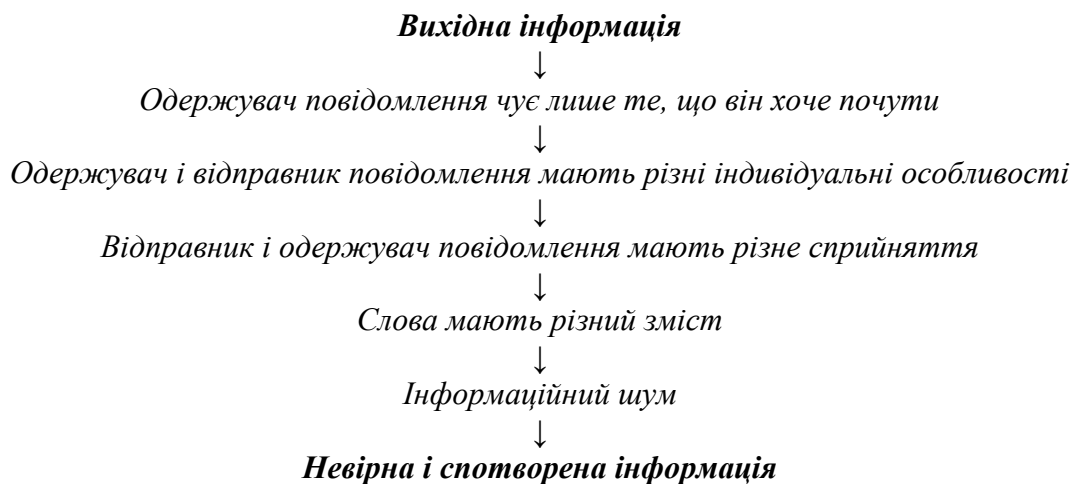 Вихідна інформація
↓
Одержувач повідомлення чує лише те, що він хоче почути
↓
Одержувач і відправник повідомлення мають різні індивідуальні особливості
↓
Відправник і одержувач повідомлення мають різне сприйняття
↓
Слова мають різний зміст
↓
Інформаційний шум
↓
Невірна і спотворена інформація